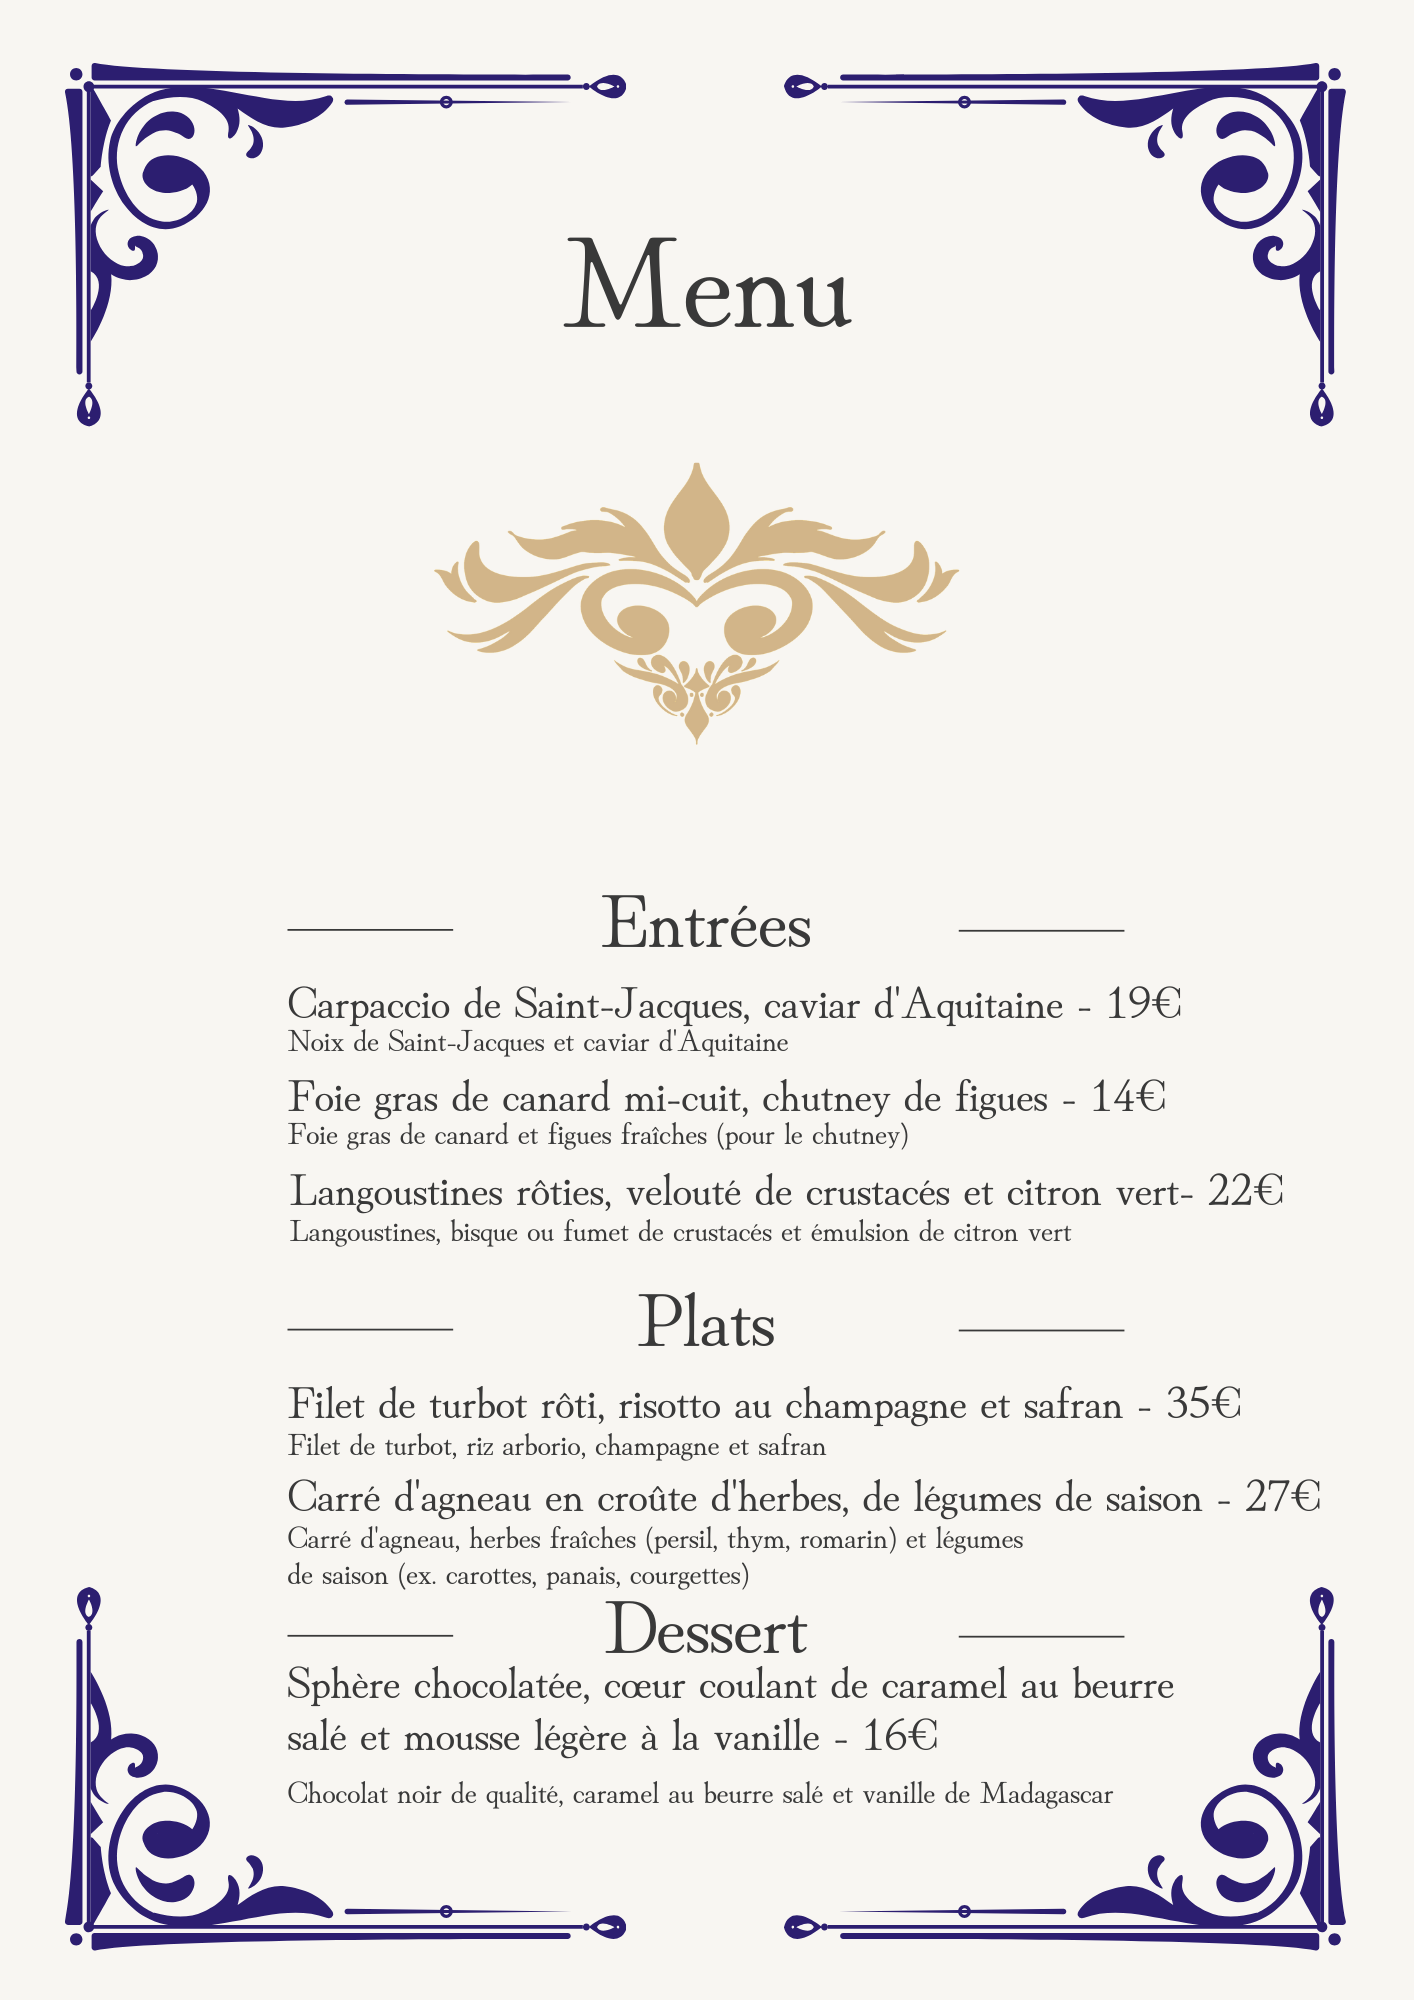 Menu
Entrées
Carpaccio de Saint-Jacques, caviar d'Aquitaine - 19€
Noix de Saint-Jacques et caviar d'Aquitaine
Foie gras de canard mi-cuit, chutney de figues - 14€
Foie gras de canard et figues fraîches (pour le chutney)
Langoustines rôties, velouté de crustacés et citron vert- 22€
Langoustines, bisque ou fumet de crustacés et émulsion de citron vert
Plats
Filet de turbot rôti, risotto au champagne et safran - 35€
Filet de turbot, riz arborio, champagne et safran
Carré d'agneau en croûte d'herbes, de légumes de saison - 27€
Carré d'agneau, herbes fraîches (persil, thym, romarin) et légumes
de saison (ex. carottes, panais, courgettes)
Dessert
Sphère chocolatée, cœur coulant de caramel au beurre
salé et mousse légère à la vanille - 16€
Chocolat noir de qualité, caramel au beurre salé et vanille de Madagascar